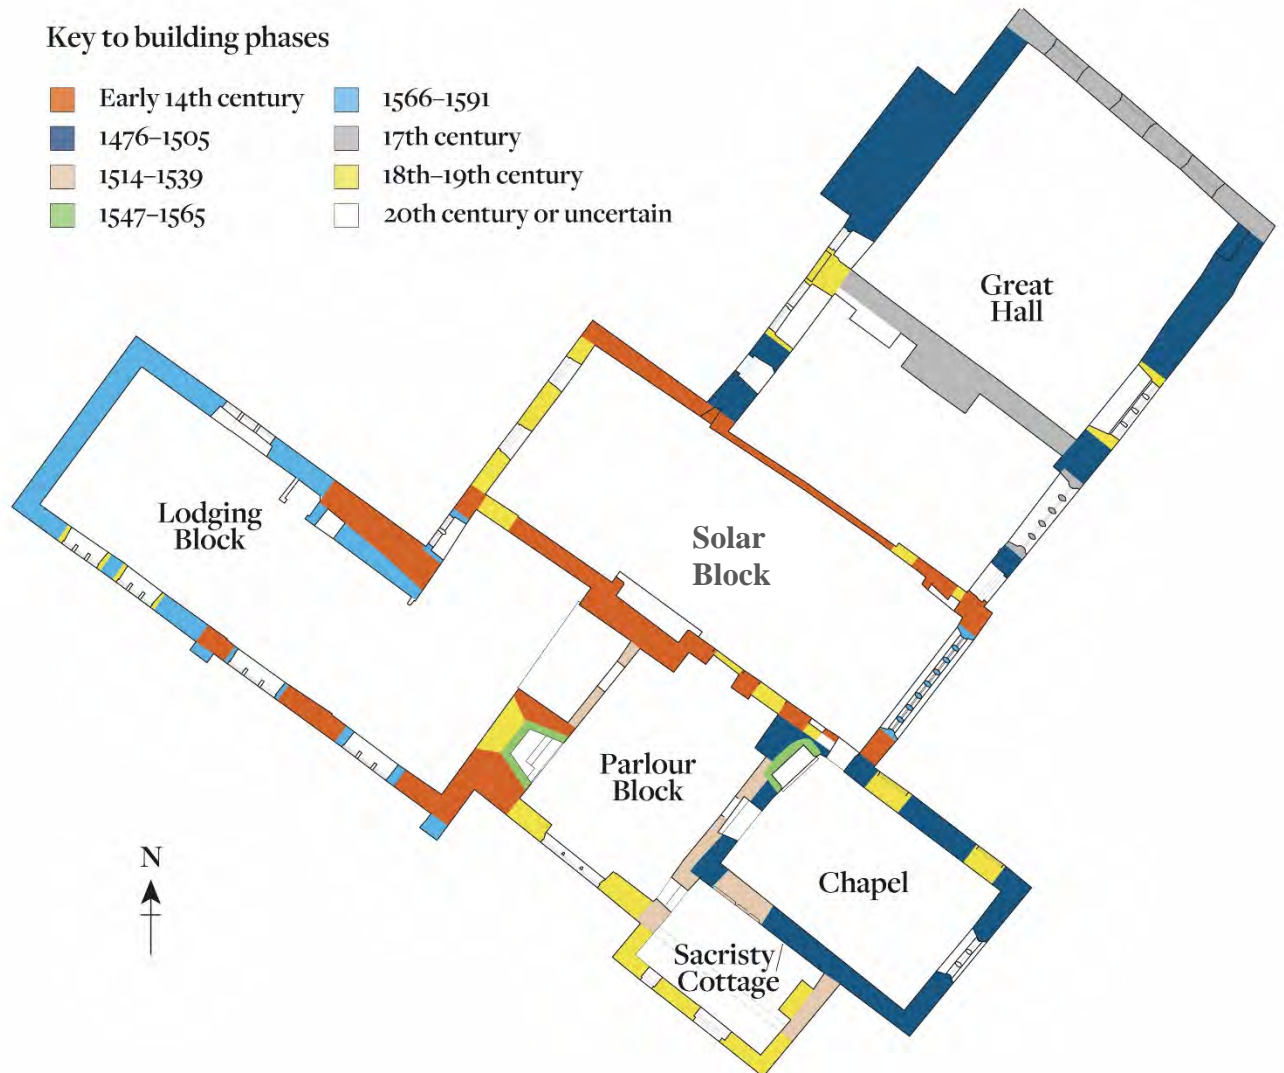 Key to building phases
Early 14th century
1476–1505
1514–1539
1547–1565
1566–1591
17th century
18th–19th century
20th century or uncertain
Great
Hall
Lodging
Block
Solar
Block
Parlour
Block
Chapel
Sacristy
Cottage
N